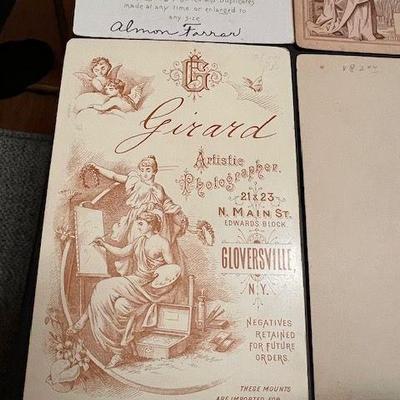 made at any time or enlarged to
any size
Almon Farrar
G
Girard
Artistic
Photographer.
21 & 23
N. MAIN ST.
EDWARDS BLOCK.
GLOVERSVILLE,
N.Y.
NEGATIVES
RETAINED
FOR FUTURE
ORDERS.
THESE MOUNTS
ARE IMPORTED FOR